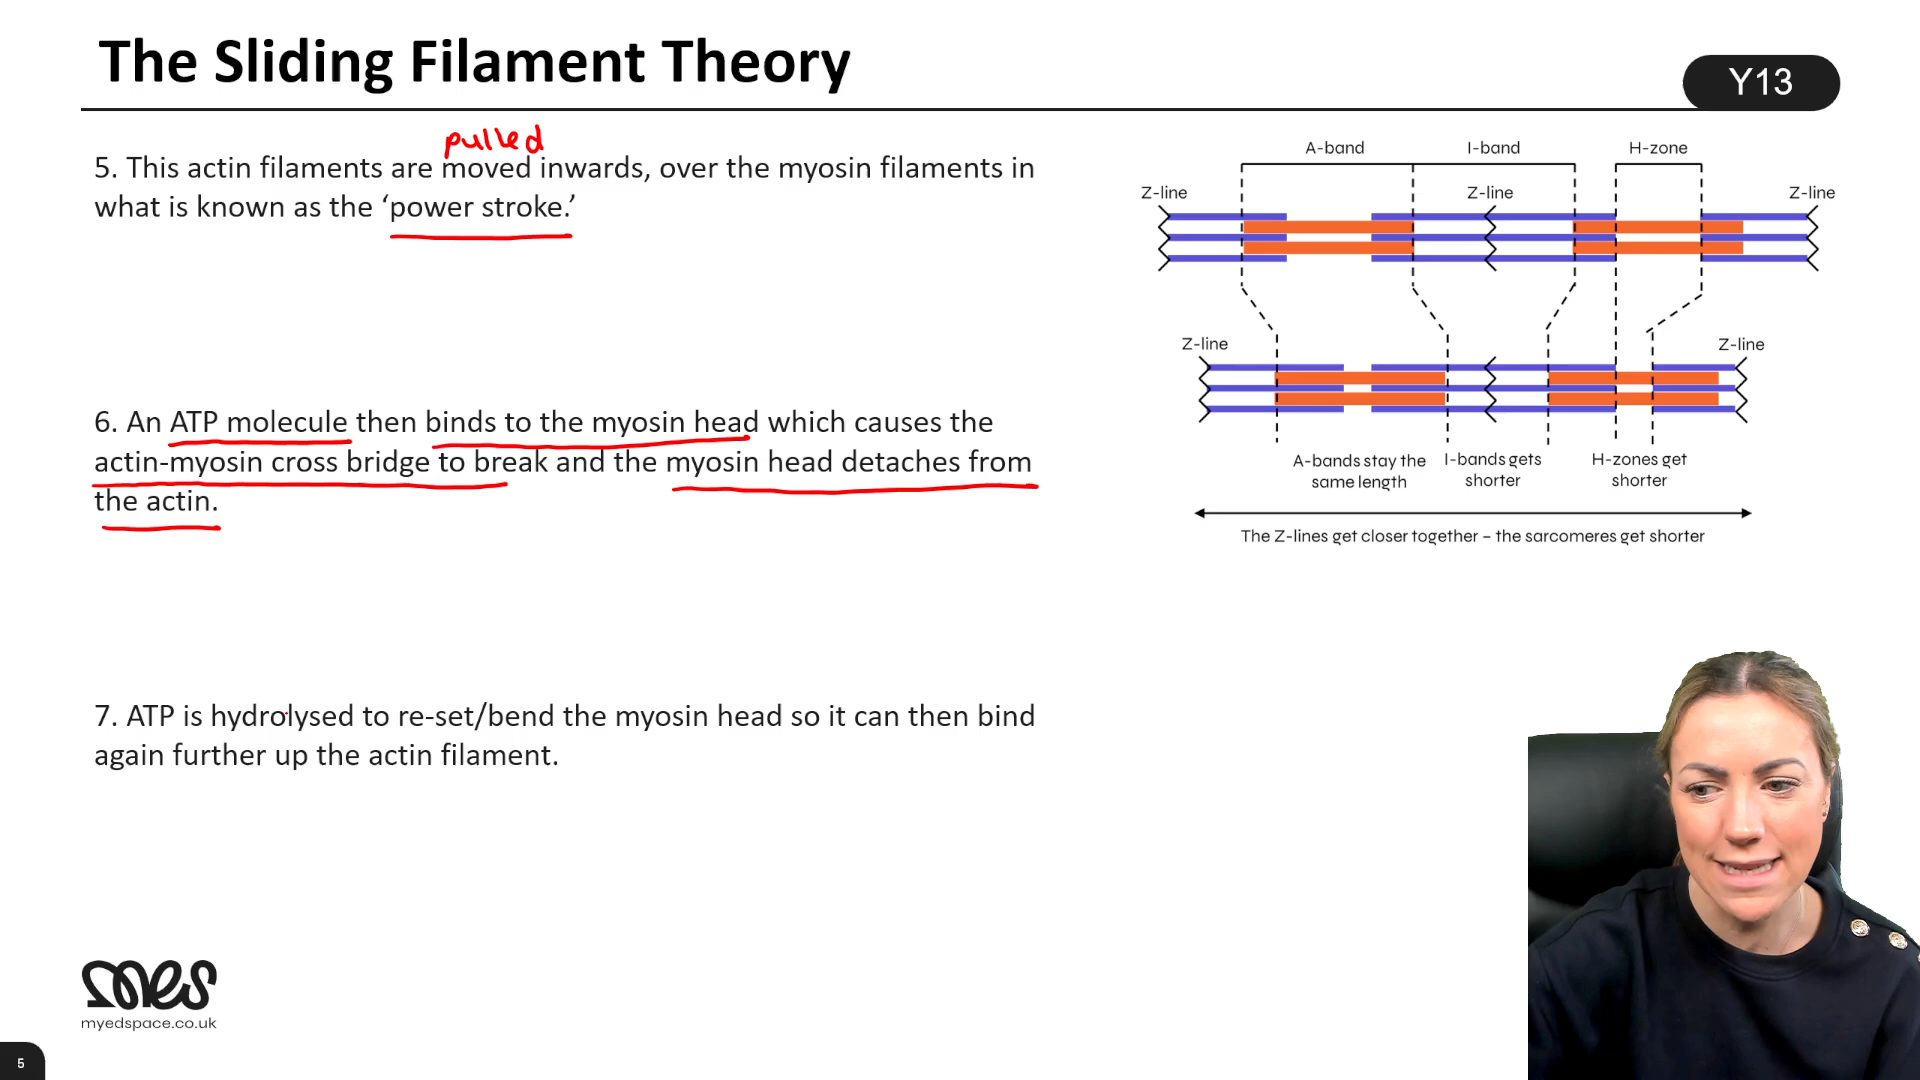 The Sliding Filament Theory
Y13
pulled
5. This actin filaments are moved inwards, over the myosin filaments in
what is known as the ‘power stroke.’
6. An ATP molecule then binds to the myosin head which causes the
actin-myosin cross bridge to break and the myosin head detaches from
the actin.
7. ATP is hydrolysed to re-set/bend the myosin head so it can then bind
again further up the actin filament.
A-band I-band H-zone
Z-line Z-line Z-line
Z-line Z-line
A-bands stay the
same length
I-bands gets
shorter
H-zones get
shorter
The Z-lines get closer together – the sarcomeres get shorter
mes
myedspace.co.uk
5